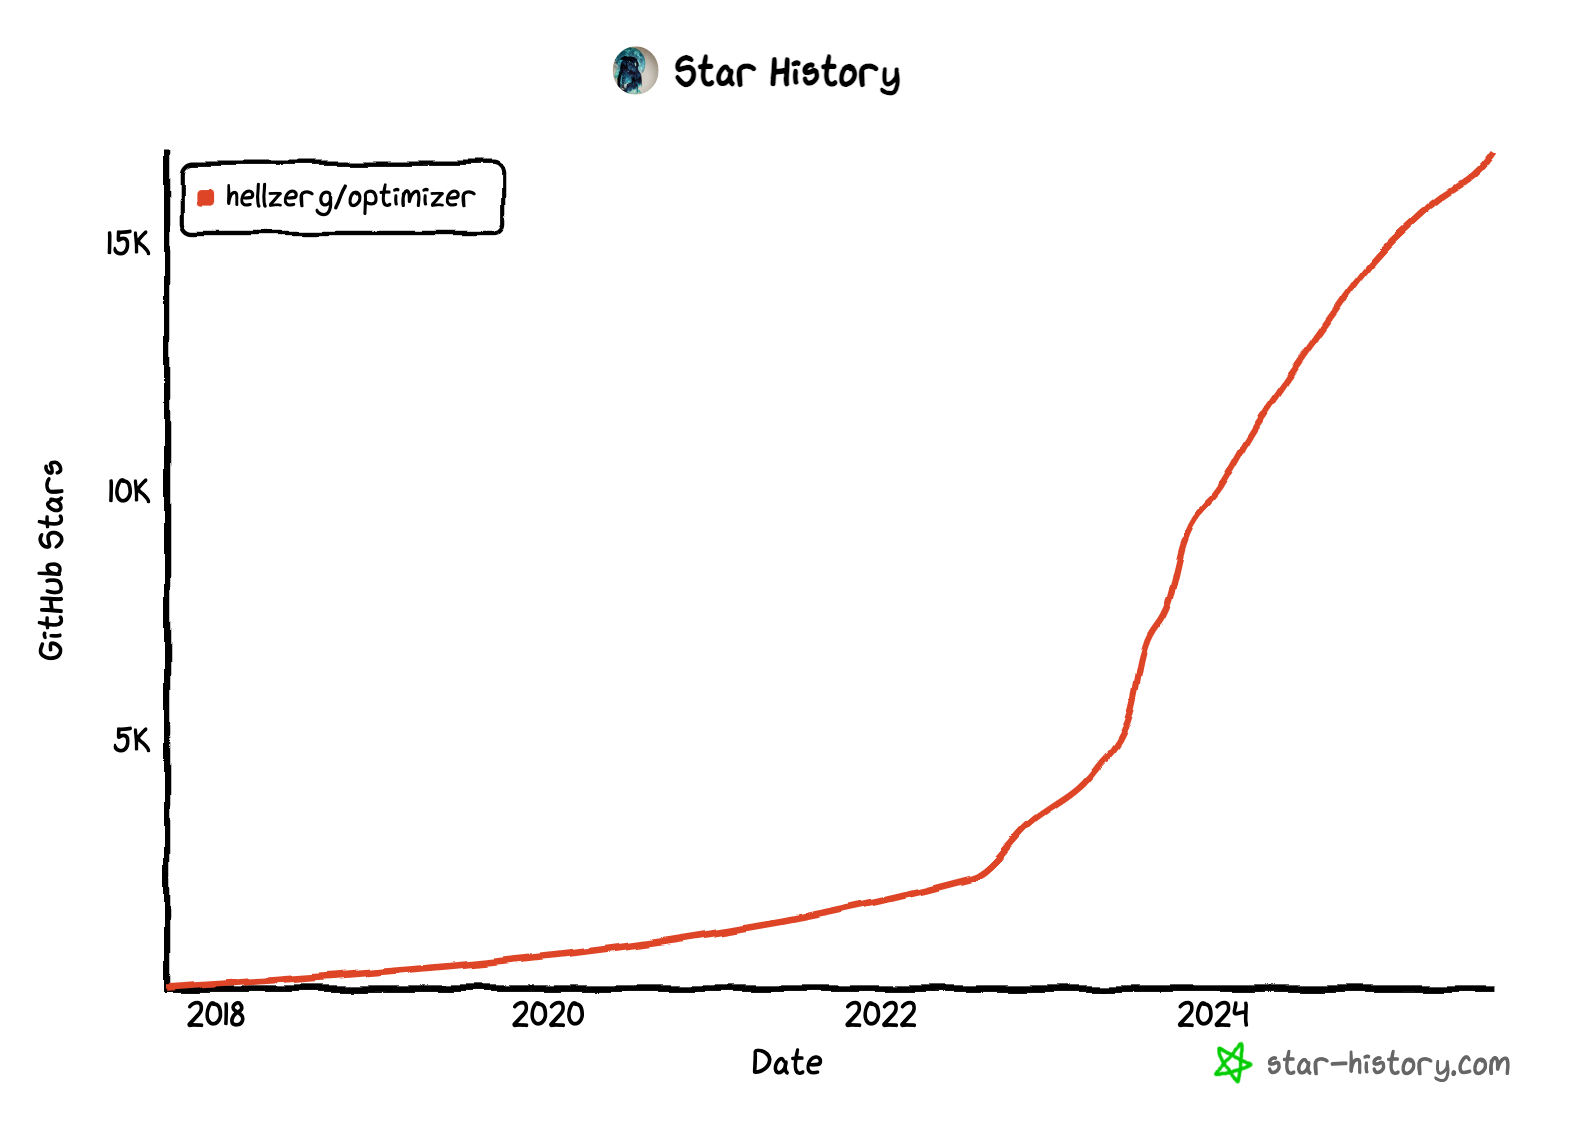 Star History
hellzerg/optimizer
15K
10K
5K
GitHub Stars
2018 2020 2022 2024
Date
star-history.com